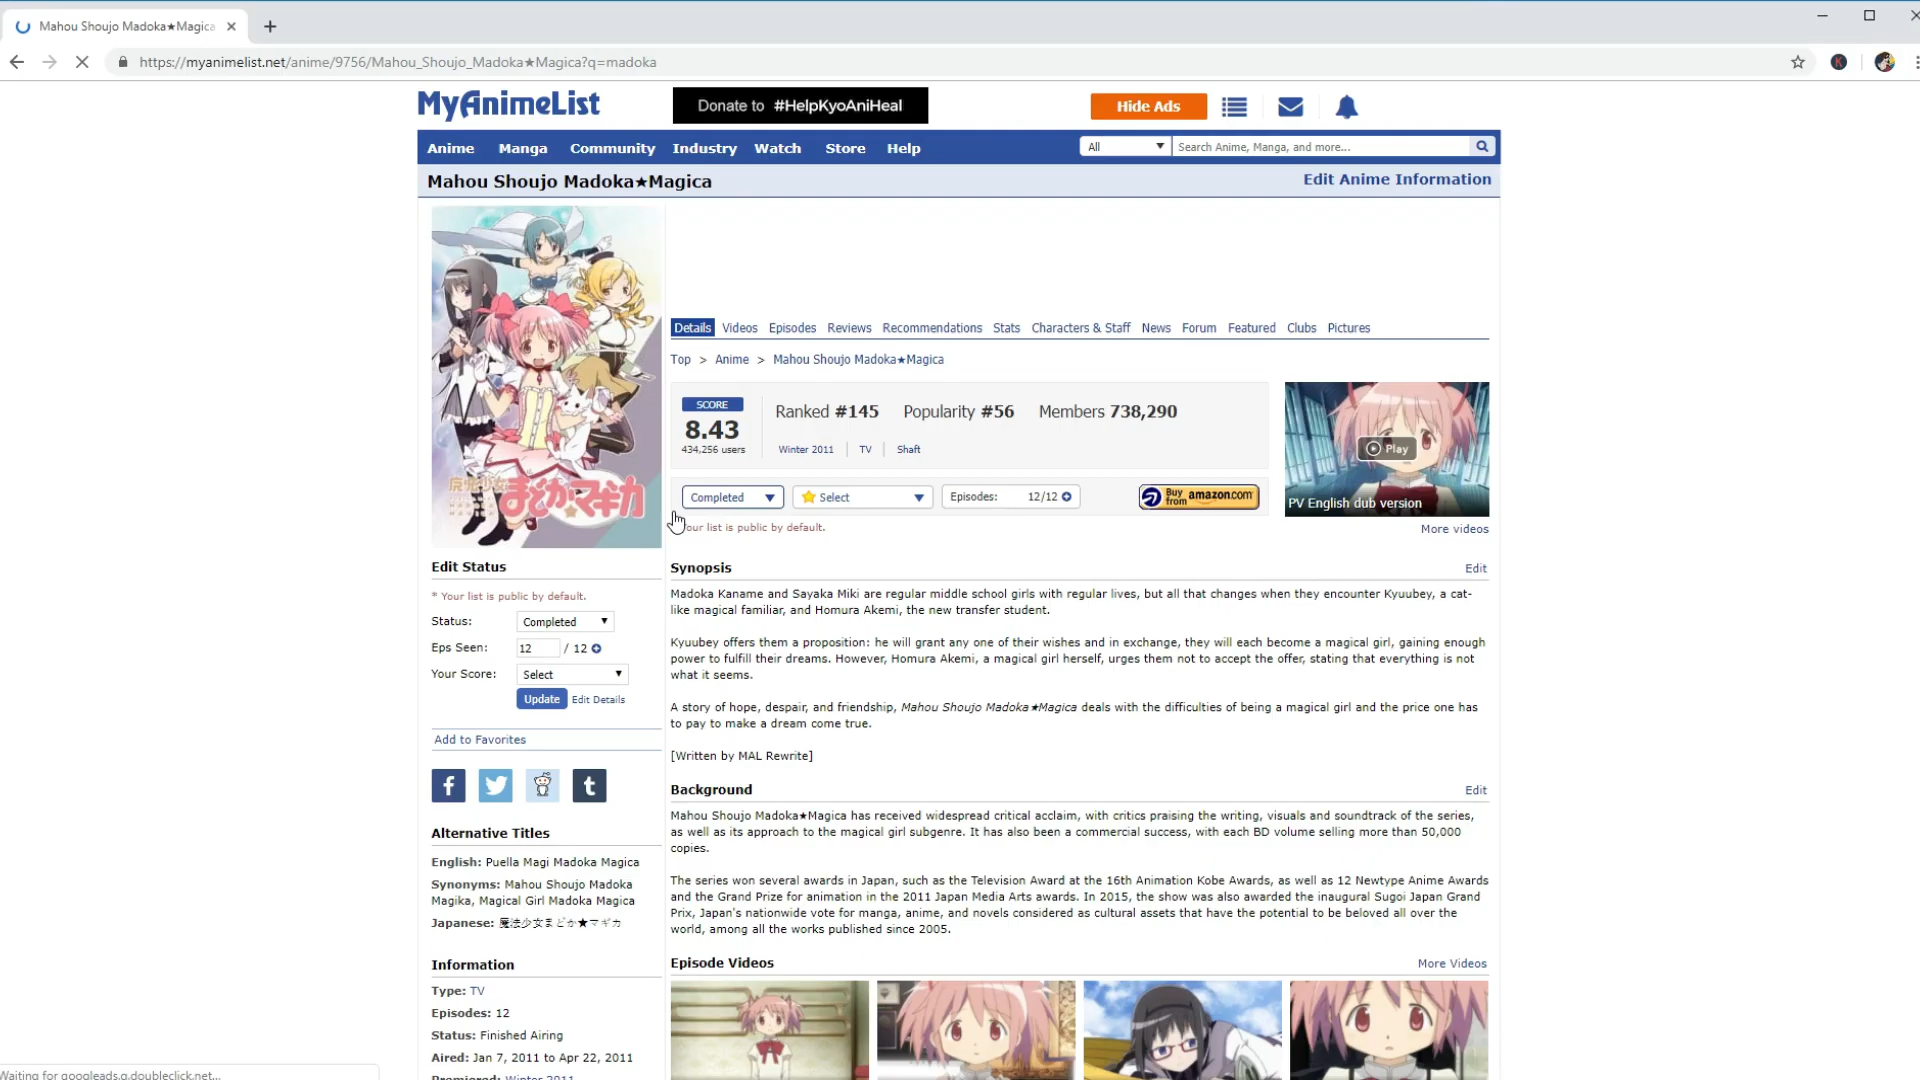 Mahou Shoujo Madoka★Magica
https://myanimelist.net/anime/9756/Mahou_Shoujo_Madoka★Magica?q=madoka
K
MyAnimeList
Donate to #HelpKyoAniHeal
Hide Ads
Anime Manga Community Industry Watch Store Help
All
Search Anime, Manga, and more...
Mahou Shoujo Madoka★Magica
Edit Anime Information
魔法少女
まどか★マギカ
Details Videos Episodes Reviews Recommendations Stats Characters & Staff News Forum Featured Clubs Pictures
Top > Anime > Mahou Shoujo Madoka★Magica
SCORE
8.43
434,256 users
Ranked #145 Popularity #56 Members 738,290
Winter 2011 TV Shaft
Completed
Select
Episodes: 12/12
Buy from amazon.com
Play
PV English dub version
More videos
Your list is public by default.
Edit Status
* Your list is public by default.
Status: Completed
Eps Seen: 12 / 12
Your Score: Select
Update Edit Details
Add to Favorites
f
t
Alternative Titles
English: Puella Magi Madoka Magica
Synonyms: Mahou Shoujo Madoka
Magika, Magical Girl Madoka Magica
Japanese: 魔法少女まどか★マギカ
Information
Type: TV
Episodes: 12
Status: Finished Airing
Aired: Jan 7, 2011 to Apr 22, 2011
Premiered: Winter 2011
Synopsis
Edit
Madoka Kaname and Sayaka Miki are regular middle school girls with regular lives, but all that changes when they encounter Kyuubey, a cat-
like magical familiar, and Homura Akemi, the new transfer student.
Kyuubey offers them a proposition: he will grant any one of their wishes and in exchange, they will each become a magical girl, gaining enough
power to fulfill their dreams. However, Homura Akemi, a magical girl herself, urges them not to accept the offer, stating that everything is not
what it seems.
A story of hope, despair, and friendship, Mahou Shoujo Madoka★Magica deals with the difficulties of being a magical girl and the price one has
to pay to make a dream come true.
[Written by MAL Rewrite]
Background
Edit
Mahou Shoujo Madoka★Magica has received widespread critical acclaim, with critics praising the writing, visuals and soundtrack of the series,
as well as its approach to the magical girl subgenre. It has also been a commercial success, with each BD volume selling more than 50,000
copies.
The series won several awards in Japan, such as the Television Award at the 16th Animation Kobe Awards, as well as 12 Newtype Anime Awards
and the Grand Prize for animation in the 2011 Japan Media Arts awards. In 2015, the show was also awarded the inaugural Sugoi Japan Grand
Prix, Japan's nationwide vote for manga, anime, and novels considered as cultural assets that have the potential to be beloved all over the
world, among all the works published since 2005.
Episode Videos
More Videos
Waiting for googleads.g.doubleclick.net...